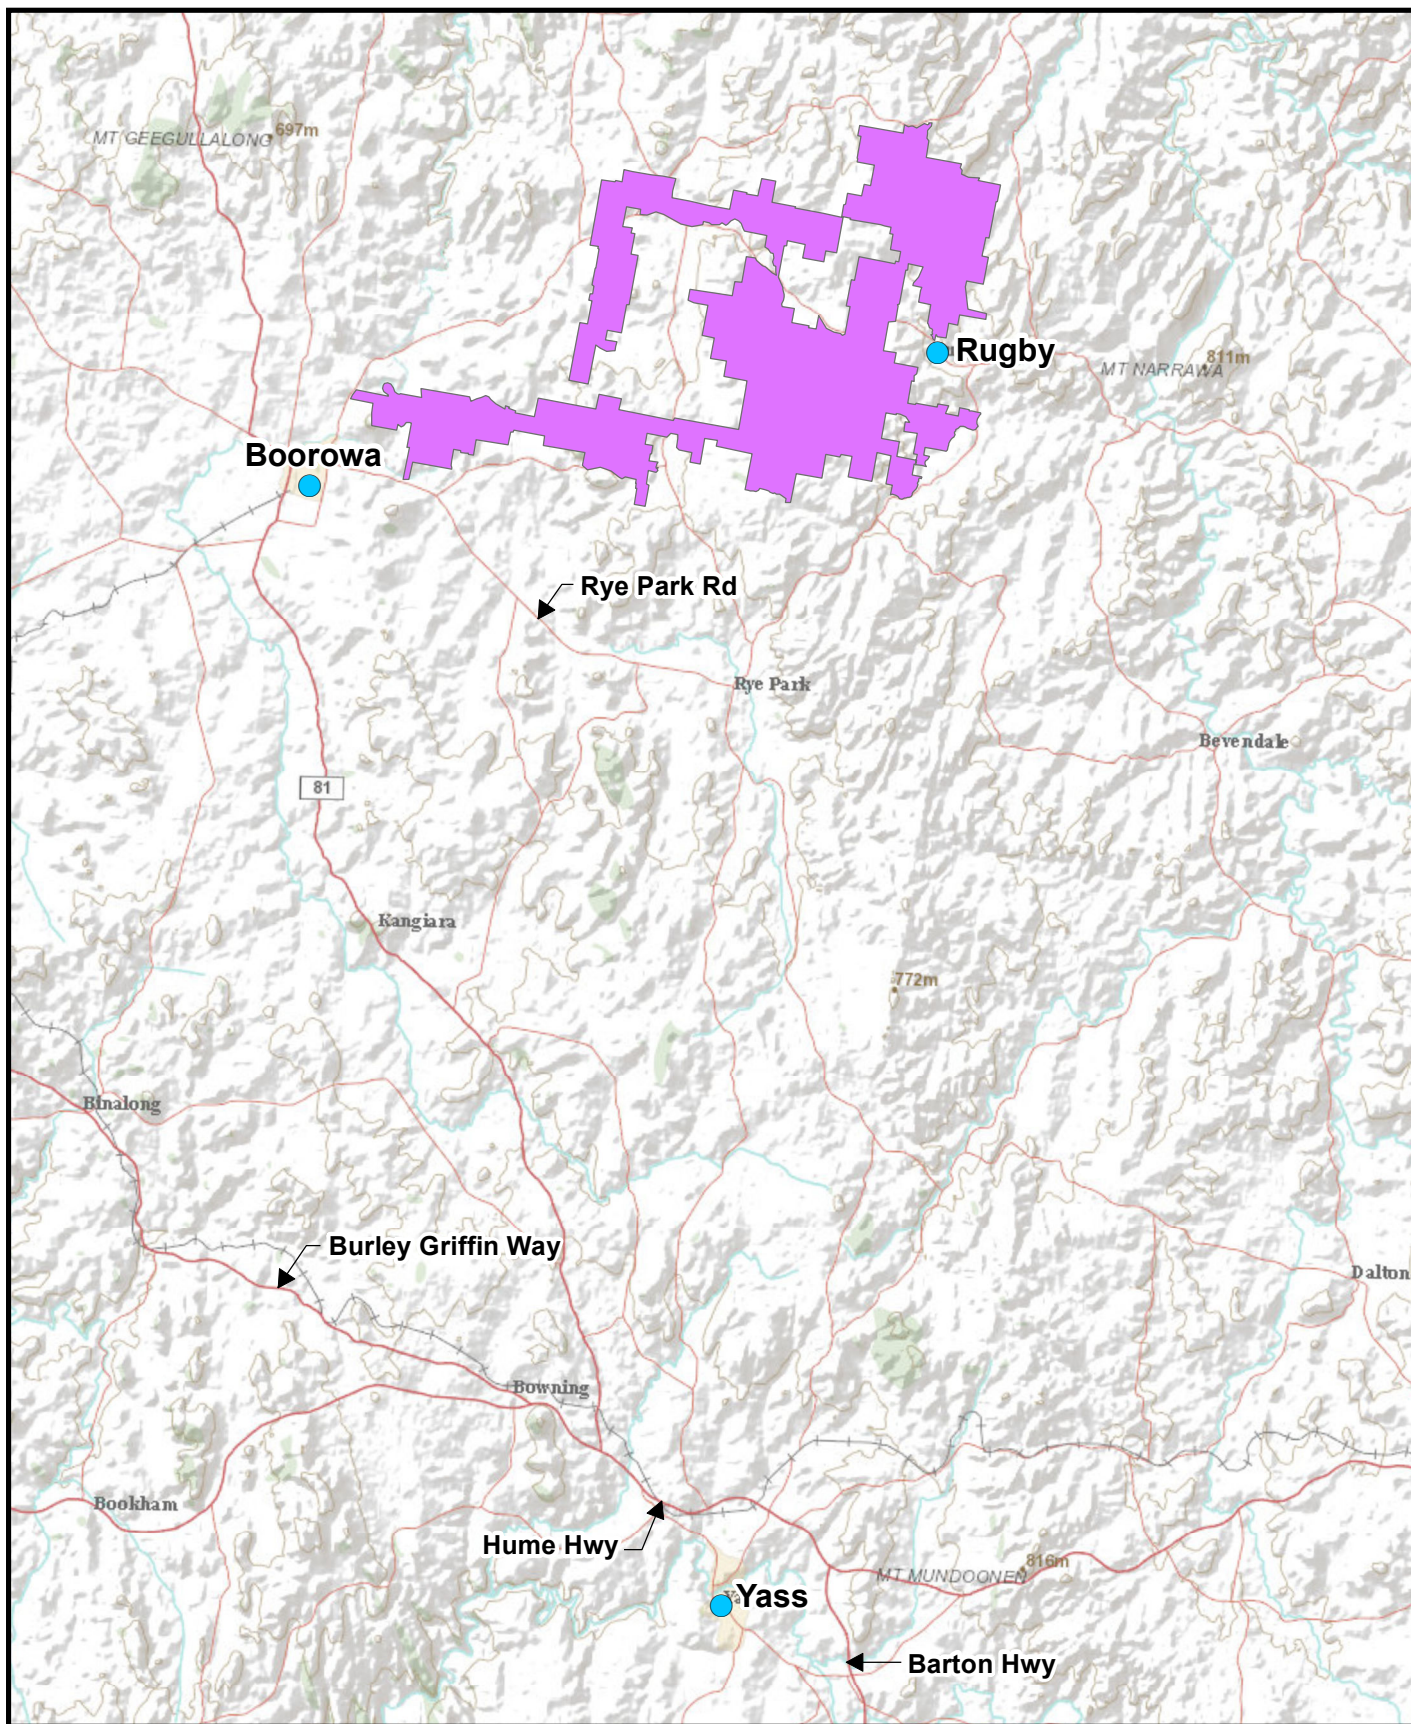 697m
MT GEEGULLALONG
Rugby
811m
MT NARRAWA
Boorowa
Rye Park Rd
Rye Park
Bevendale
81
Kangiara
772m
Binalong
Burley Griffin Way
Dalton
Bowning
Bookham
Hume Hwy
816m
MT MUNDOONEN
Yass
Barton Hwy